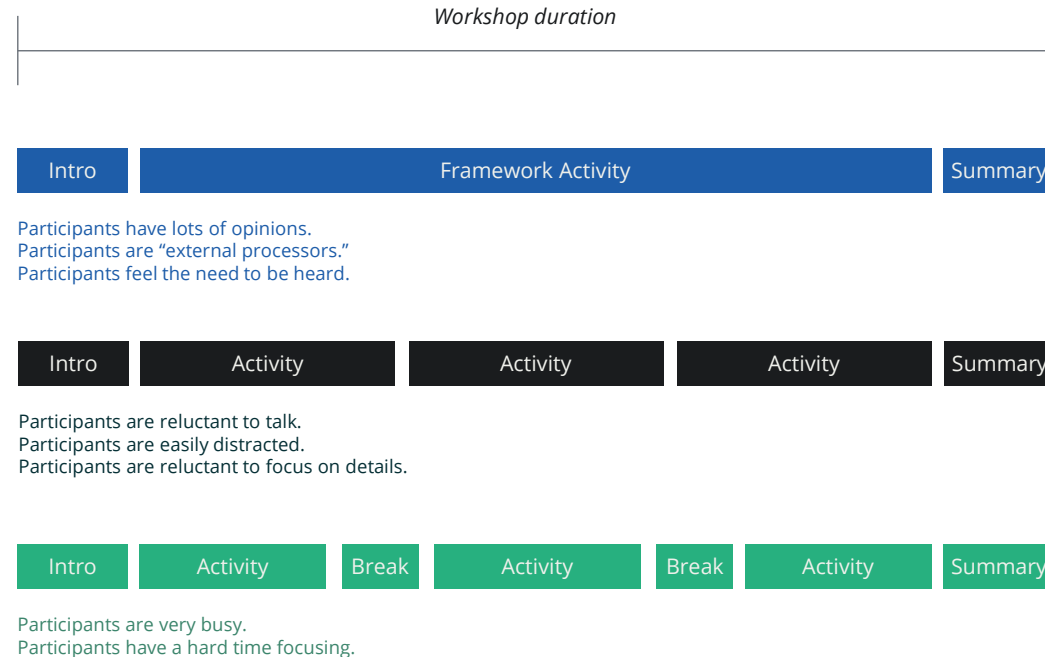 Workshop duration
Intro Framework Activity Summary
Participants have lots of opinions.
Participants are “external processors.”
Participants feel the need to be heard.
Intro Activity Activity Activity Summary
Participants are reluctant to talk.
Participants are easily distracted.
Participants are reluctant to focus on details.
Intro Activity Break Activity Break Activity Summary
Participants are very busy.
Participants have a hard time focusing.